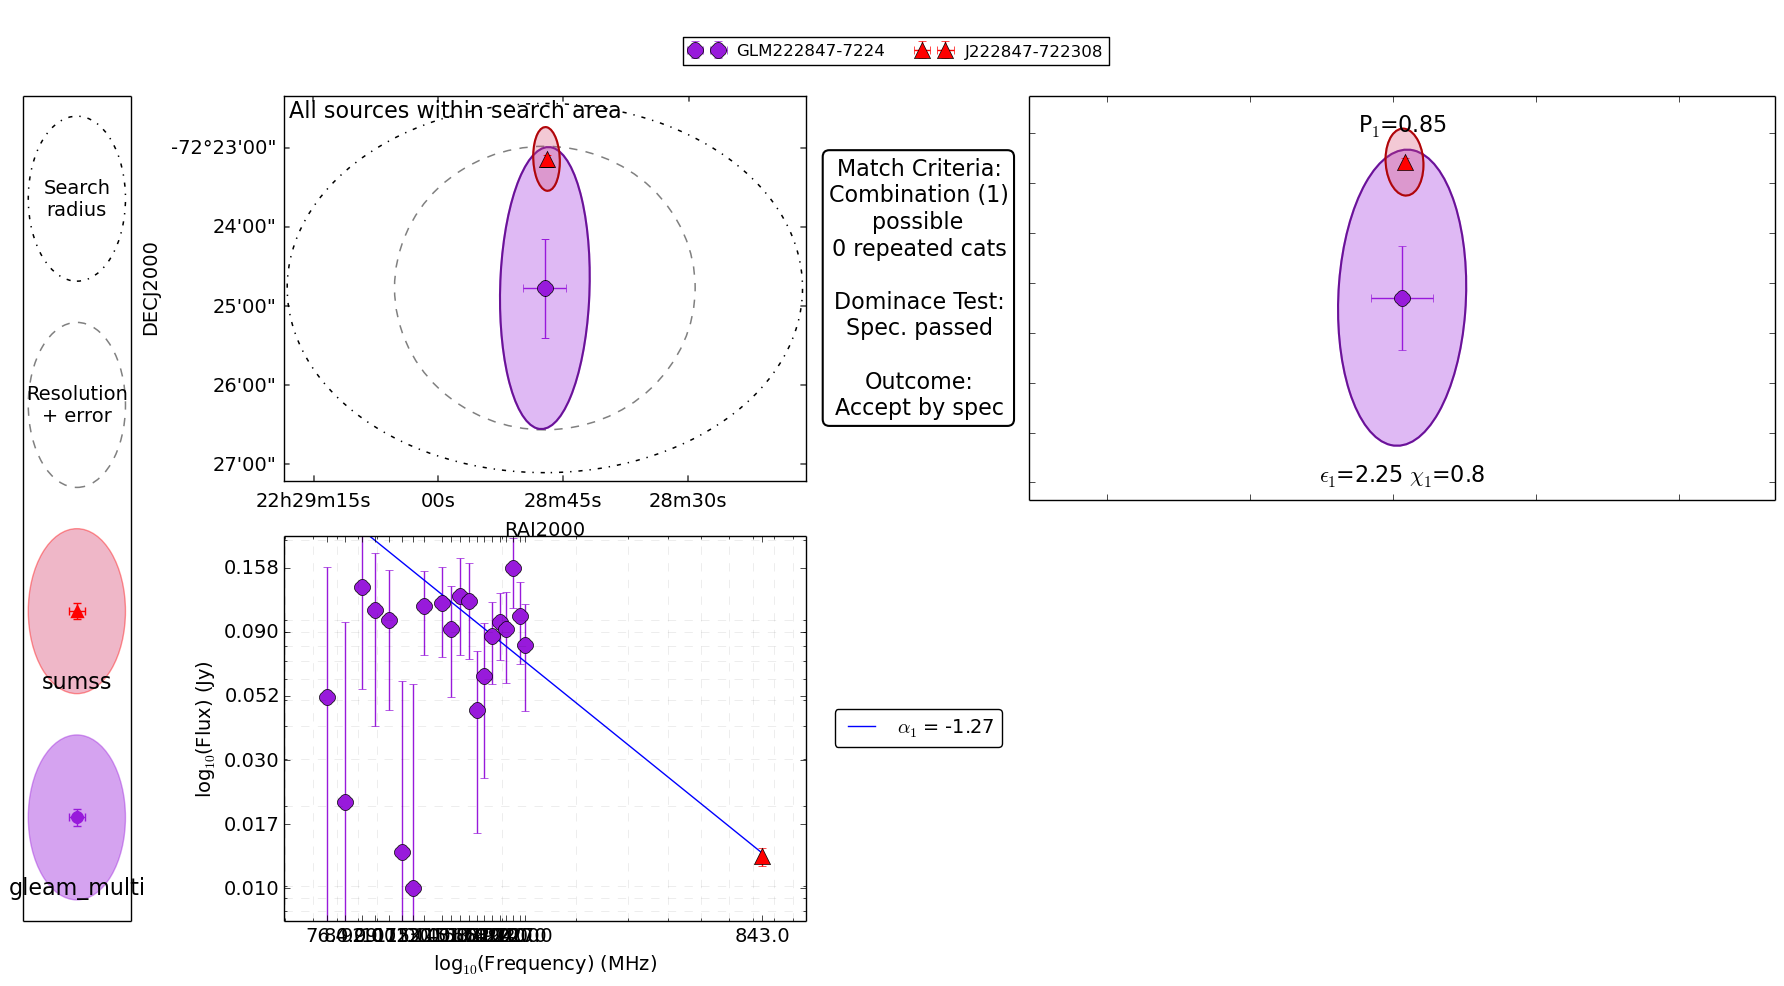 GLM222847-7224 J222847-722308
Search
radius
Resolution
+ error
sumss
gleam_multi
All sources within search area
DECJ2000
-72°23'00"
24'00"
25'00"
26'00"
27'00"
22h29m15s 00s 28m45s 28m30s
RAJ2000
Match Criteria:
Combination (1)
possible
0 repeated cats
Dominace Test:
Spec. passed
Outcome:
Accept by spec
P1=0.85
ϵ1=2.25 χ1=0.8
log10(Flux) (Jy)
0.158
0.090
0.052
0.030
0.017
0.010
843.0
log10(Frequency) (MHz)
α1 = -1.27